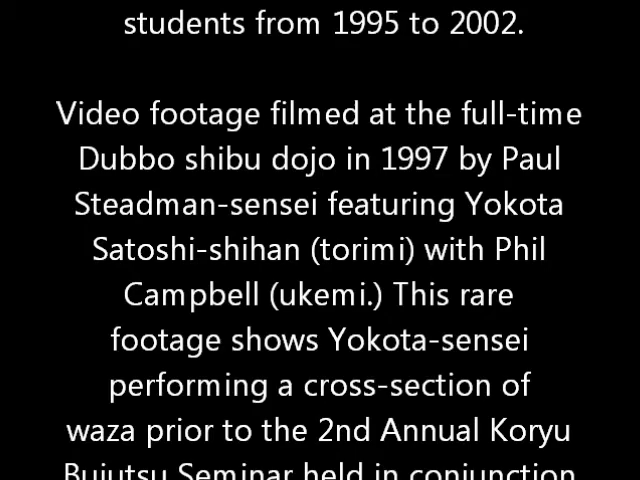 students from 1995 to 2002.
Video footage filmed at the full-time
Dubbo shibu dojo in 1997 by Paul
Steadman-sensei featuring Yokota
Satoshi-shihan (torimi) with Phil
Campbell (ukemi.) This rare
footage shows Yokota-sensei
performing a cross-section of
waza prior to the 2nd Annual Koryu
Bujutsu Seminar held in conjunction